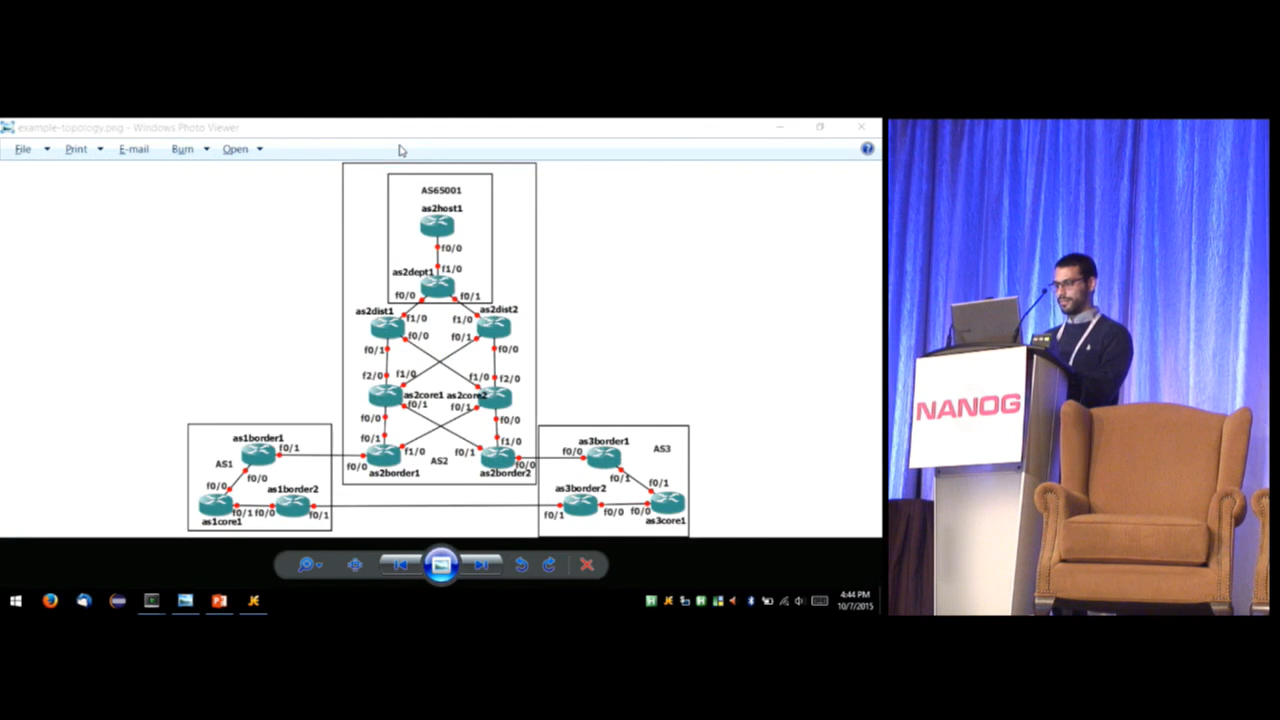 example-topology.png - Windows Photo Viewer
File Print E-mail Burn Open
AS65001
as2host1
f0/0
as2dept1 f1/0
f0/0 f0/1
as2dist1 as2dist2
f1/0 f1/0
f0/0 f0/1
f0/1 f0/0
f2/0 f1/0 f1/0 f2/0
as2core1 as2core2
f0/1 f0/1
f0/0 f0/0
f0/1 f1/0 f0/1 f1/0
f0/0 as2border1 AS2 as2border2 f0/0
as1border1
f0/1
AS1
f0/0
f0/0
as1border2
f0/1 f0/0 f0/1
as1core1
as3border1 AS3
f0/0
f0/1 f0/1
as3border2
f0/1 f0/0 f0/0
as3core1
4:44 PM
10/7/2015
NANOG